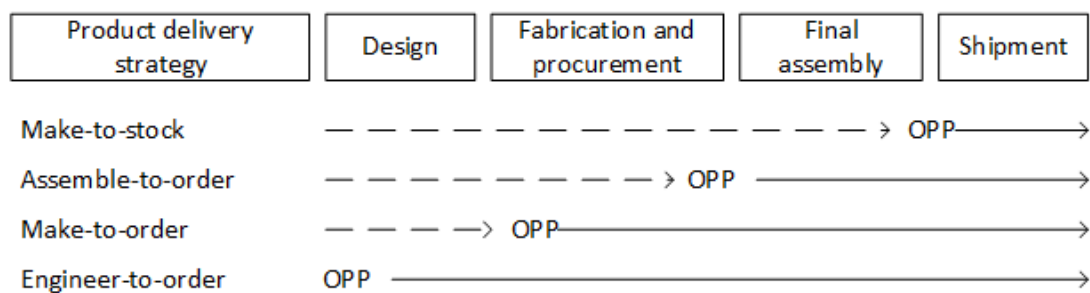 Product delivery
strategy
Design
Fabrication and
procurement
Final
assembly
Shipment
Make-to-stock
OPP
Assemble-to-order
OPP
Make-to-order
OPP
Engineer-to-order
OPP